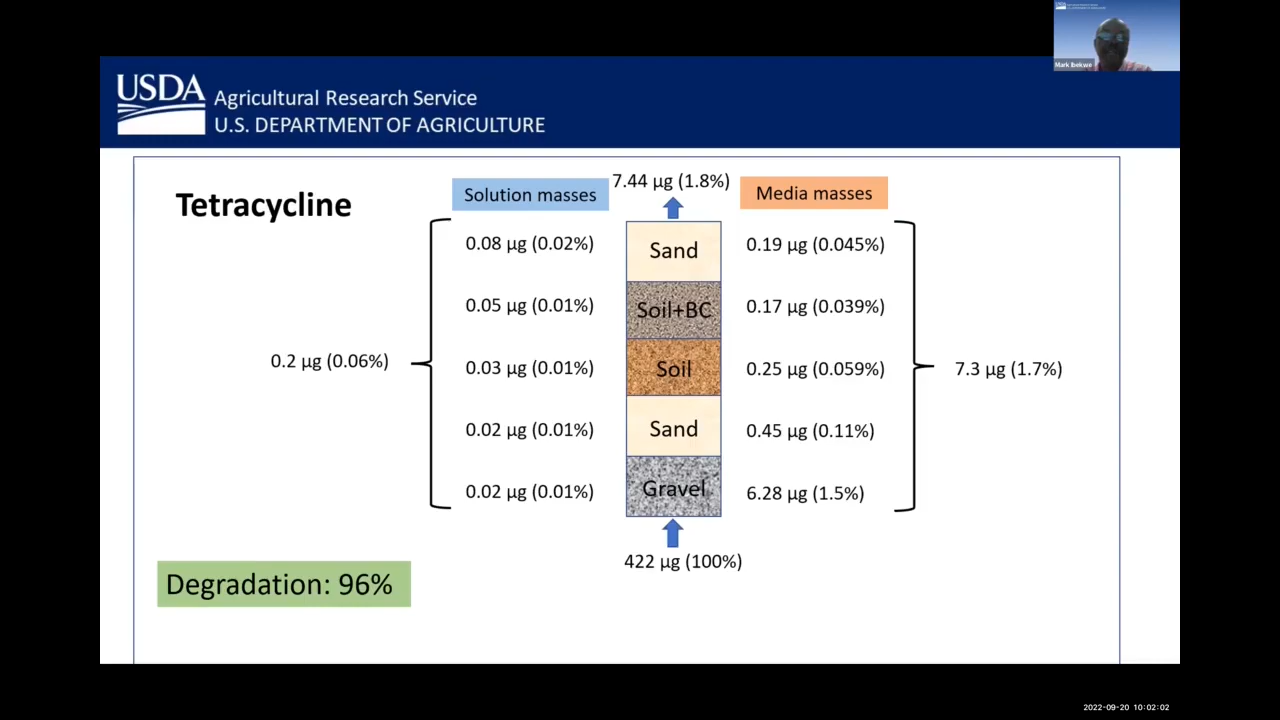 Mark Ibekwe
USDA
Agricultural Research Service
U.S. DEPARTMENT OF AGRICULTURE
Tetracycline
Solution masses
7.44 µg (1.8%)
Media masses
0.08 µg (0.02%)
Sand
0.19 µg (0.045%)
0.05 µg (0.01%)
Soil+BC
0.17 µg (0.039%)
0.2 µg (0.06%)
0.03 µg (0.01%)
Soil
0.25 µg (0.059%)
7.3 µg (1.7%)
0.02 µg (0.01%)
Sand
0.45 µg (0.11%)
0.02 µg (0.01%)
Gravel
6.28 µg (1.5%)
422 µg (100%)
Degradation: 96%
2022-09-20 10:02:02